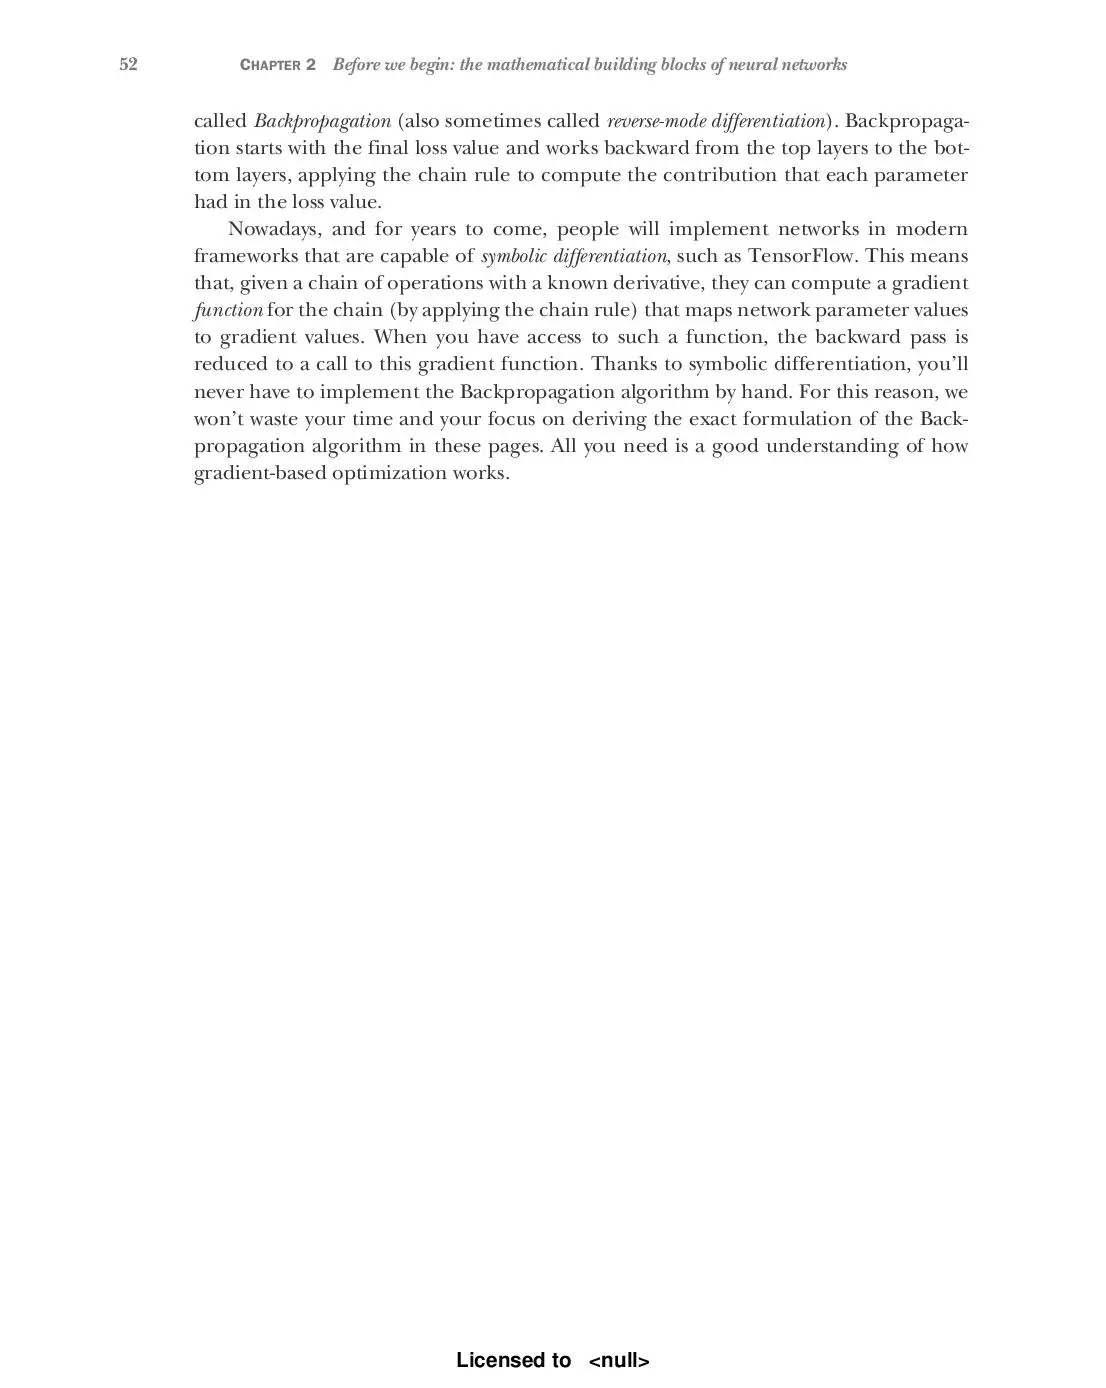 52 CHAPTER 2 Before we begin: the mathematical building blocks of neural networks
called Backpropagation (also sometimes called reverse-mode differentiation). Backpropaga-
tion starts with the final loss value and works backward from the top layers to the bot-
tom layers, applying the chain rule to compute the contribution that each parameter
had in the loss value.
Nowadays, and for years to come, people will implement networks in modern
frameworks that are capable of symbolic differentiation, such as TensorFlow. This means
that, given a chain of operations with a known derivative, they can compute a gradient
function for the chain (by applying the chain rule) that maps network parameter values
to gradient values. When you have access to such a function, the backward pass is
reduced to a call to this gradient function. Thanks to symbolic differentiation, you’ll
never have to implement the Backpropagation algorithm by hand. For this reason, we
won’t waste your time and your focus on deriving the exact formulation of the Back-
propagation algorithm in these pages. All you need is a good understanding of how
gradient-based optimization works.
Licensed to <null>